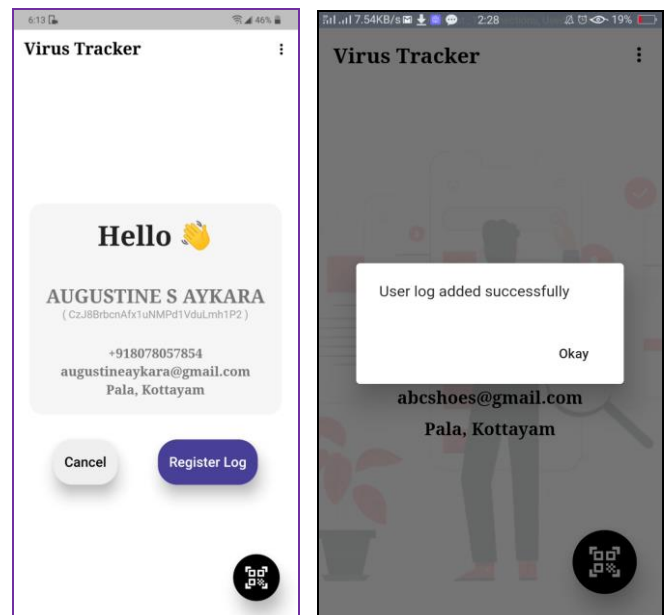 6:13
46%
Virus Tracker
Hello 👋
AUGUSTINE S AYKARA
( CzJ8BrbcnAfx1uNMPd1VduLmh1P2 )
+918078057854
augustineaykara@gmail.com
Pala, Kottayam
Cancel
Register Log
7.54KB/s
2:28
19%
Virus Tracker
User log added successfully
Okay
abcshoes@gmail.com
Pala, Kottayam